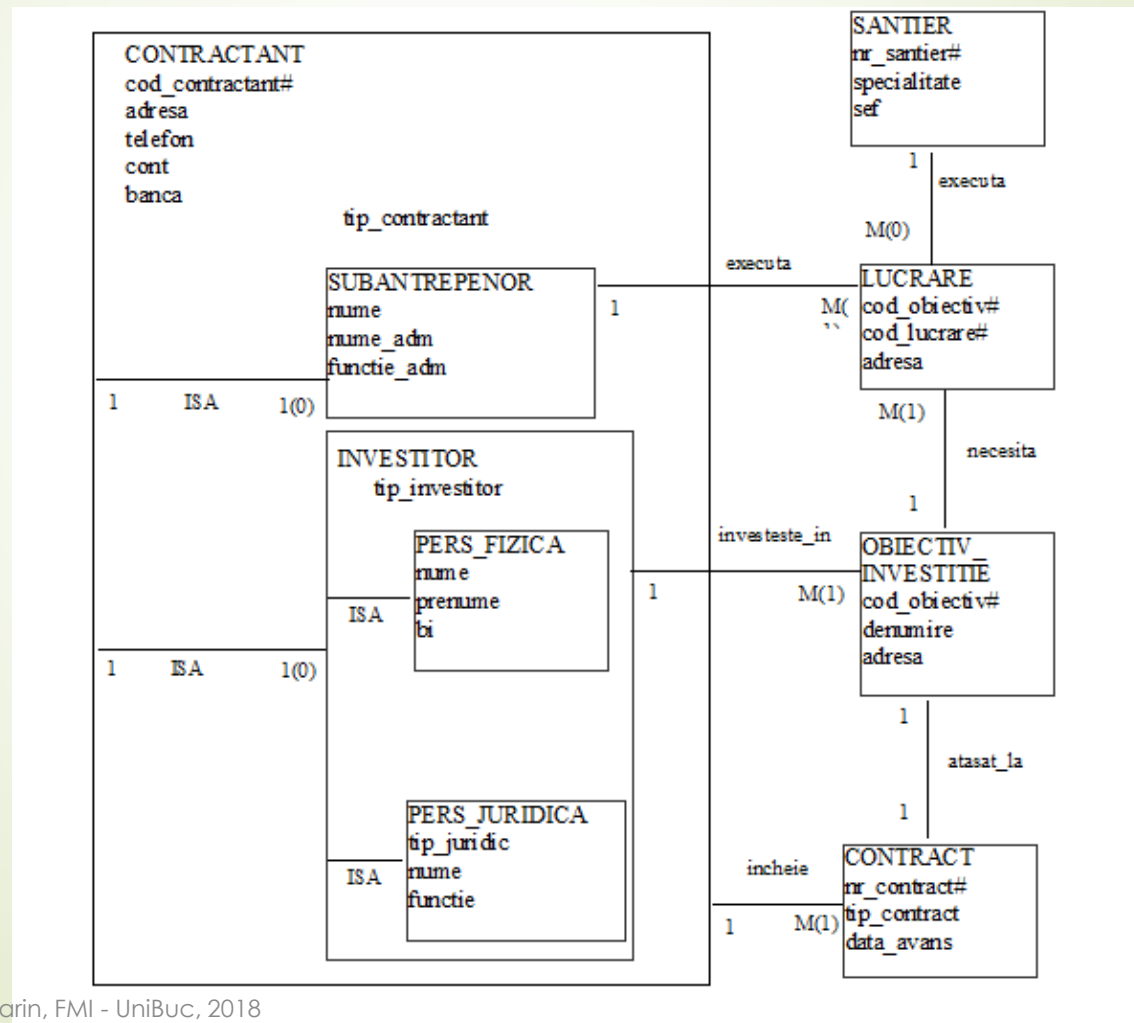 CONTRACTANT
cod_contractant#
adresa
telefon
cont
banca
tip_contractant
SUBANTREPENOR
nume
nume_adm
functie_adm
1 ISA 1(0)
INVESTITOR
tip_investitor
PERS_FIZICA
nume
prenume
bi
ISA
1 ISA 1(0)
PERS_JURIDICA
tip_juridic
nume
functie
ISA
SANTIER
nr_santier#
specialitate
sef
1
executa
M(0)
executa
1
M(
LUCRARE
cod_obiectiv#
cod_lucrare#
adresa
M(1)
necesita
1
investeste_in
1
M(1)
OBIECTIV_
INVESTITIE
cod_obiectiv#
denumire
adresa
1
atasat_la
1
incheie
1
M(1)
CONTRACT
nr_contract#
tip_contract
data_avans
arin, FMI - UniBuc, 2018